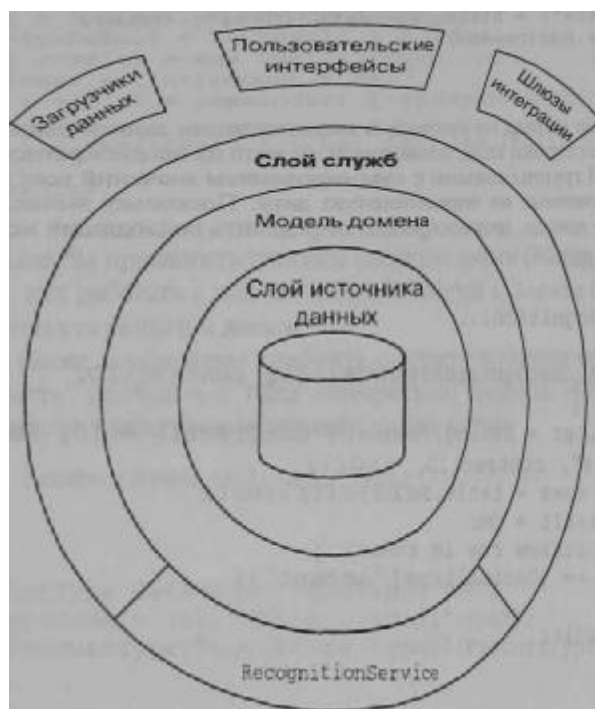 Пользовательские
интерфейсы
Загрузчики
данных
Шлюзы
интеграции
Слой служб
Модель домена
Слой источника
данных
RecognitionService